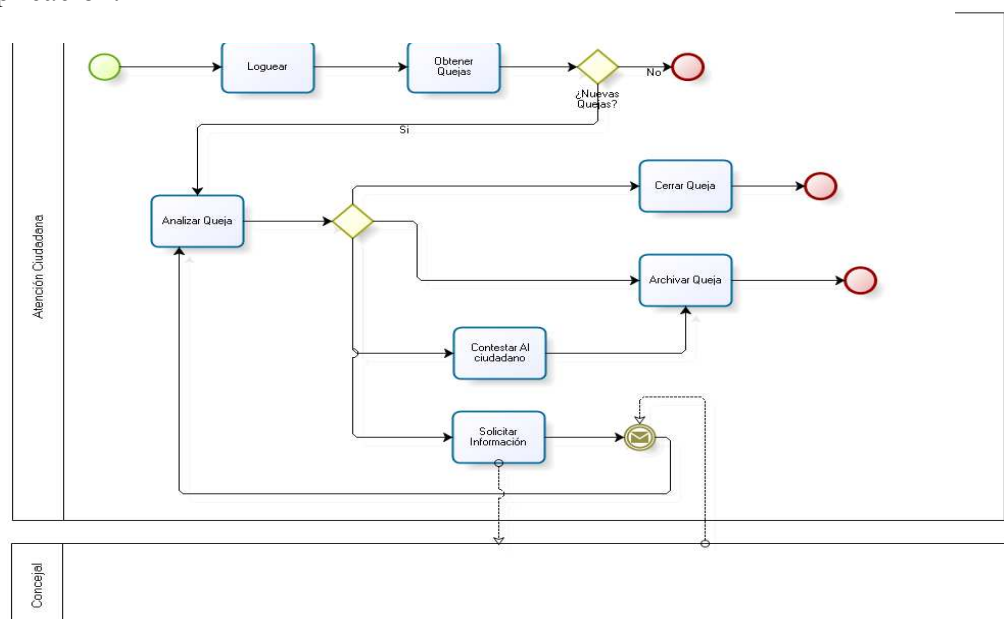 Loguear
Obtener
Quejas
¿Nuevas
Quejas?
No
Si
Analizar Queja
Cerrar Queja
Archivar Queja
Contestar Al
ciudadano
Solicitar
Información
Atención Ciudadana
Concejal